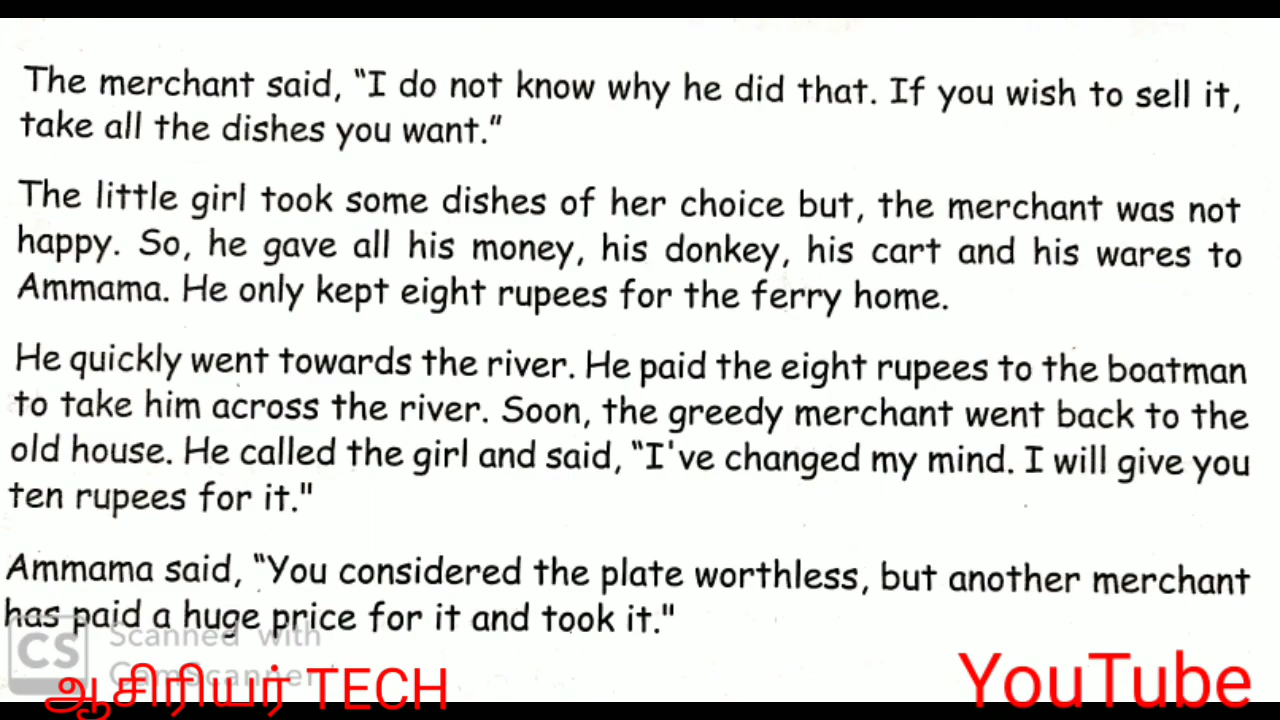 The merchant said, "I do not know why he did that. If you wish to sell it,
take all the dishes you want."
The little girl took some dishes of her choice but, the merchant was not
happy. So, he gave all his money, his donkey, his cart and his wares to
Ammama. He only kept eight rupees for the ferry home.
He quickly went towards the river. He paid the eight rupees to the boatman
to take him across the river. Soon, the greedy merchant went back to the
old house. He called the girl and said, "I've changed my mind. I will give you
ten rupees for it."
Ammama said, "You considered the plate worthless, but another merchant
has paid a huge price for it and took it."
CS Scanned with
CamScanner
ஆசிரியர் TECH
YouTube